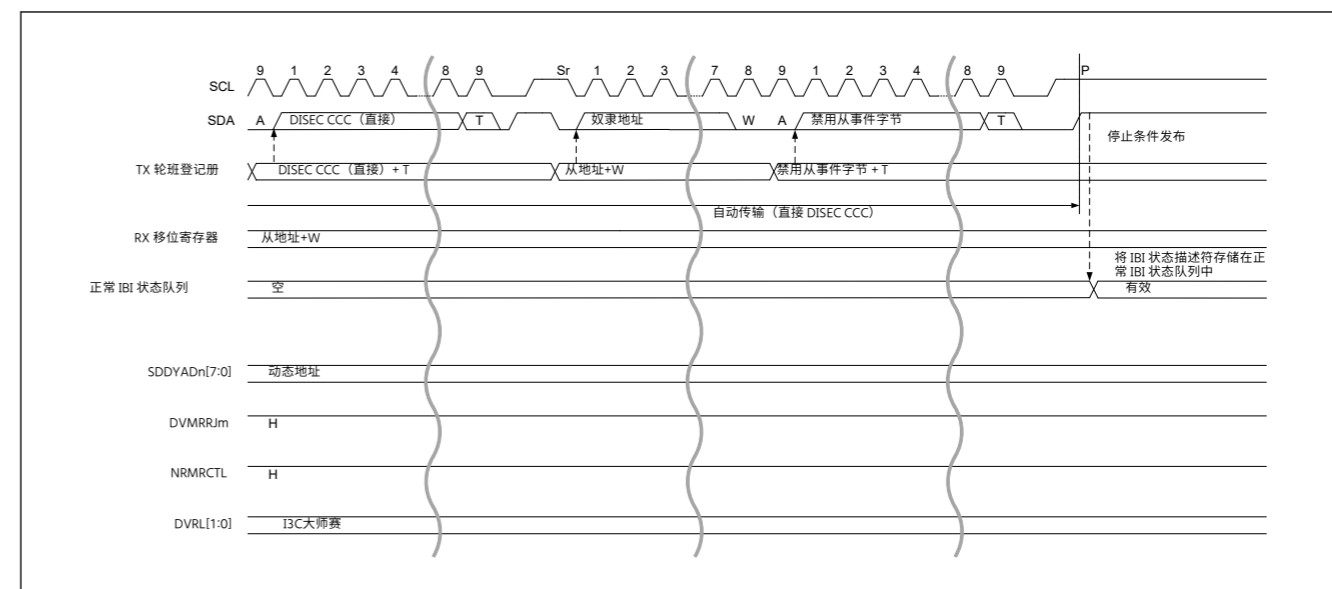 SCL 9 1 2 3 4 8 9 Sr 1 2 3 7 8 9 1 2 3 4 8 9 P
SDA A DISEC CCC（直接） T 奴隶地址 W A 禁用从事件字节 T
停止条件发布
TX 轮班登记册 DISEC CCC（直接）+ T 从地址+W 禁用从事件字节 + T
自动传输（直接 DISEC CCC）
RX 移位寄存器 从地址+W
将 IBI 状态描述符存储在正
常 IBI 状态队列中
正常 IBI 状态队列 空 有效
SDDYADn[7:0] 动态地址
DVMRRJm H
NRMRCTL H
DVRL[1:0] I3C大师赛